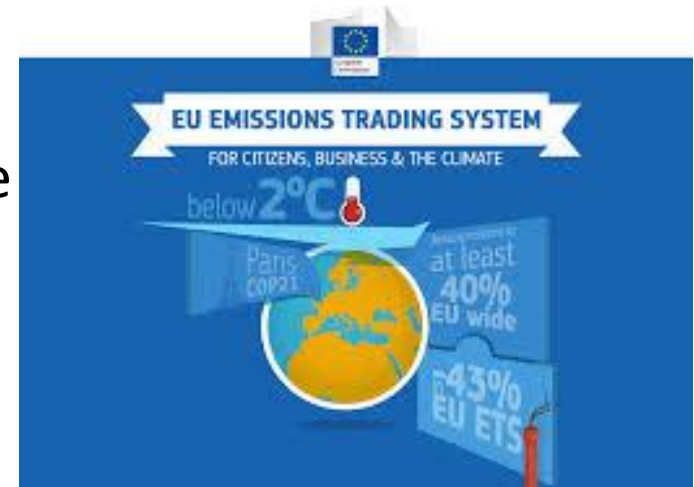 e
EU EMISSIONS TRADING SYSTEM
FOR CITIZENS, BUSINESS & THE CLIMATE
below 2°C
Paris
COP21
at least
40%
EU wide
43%
EU ETS